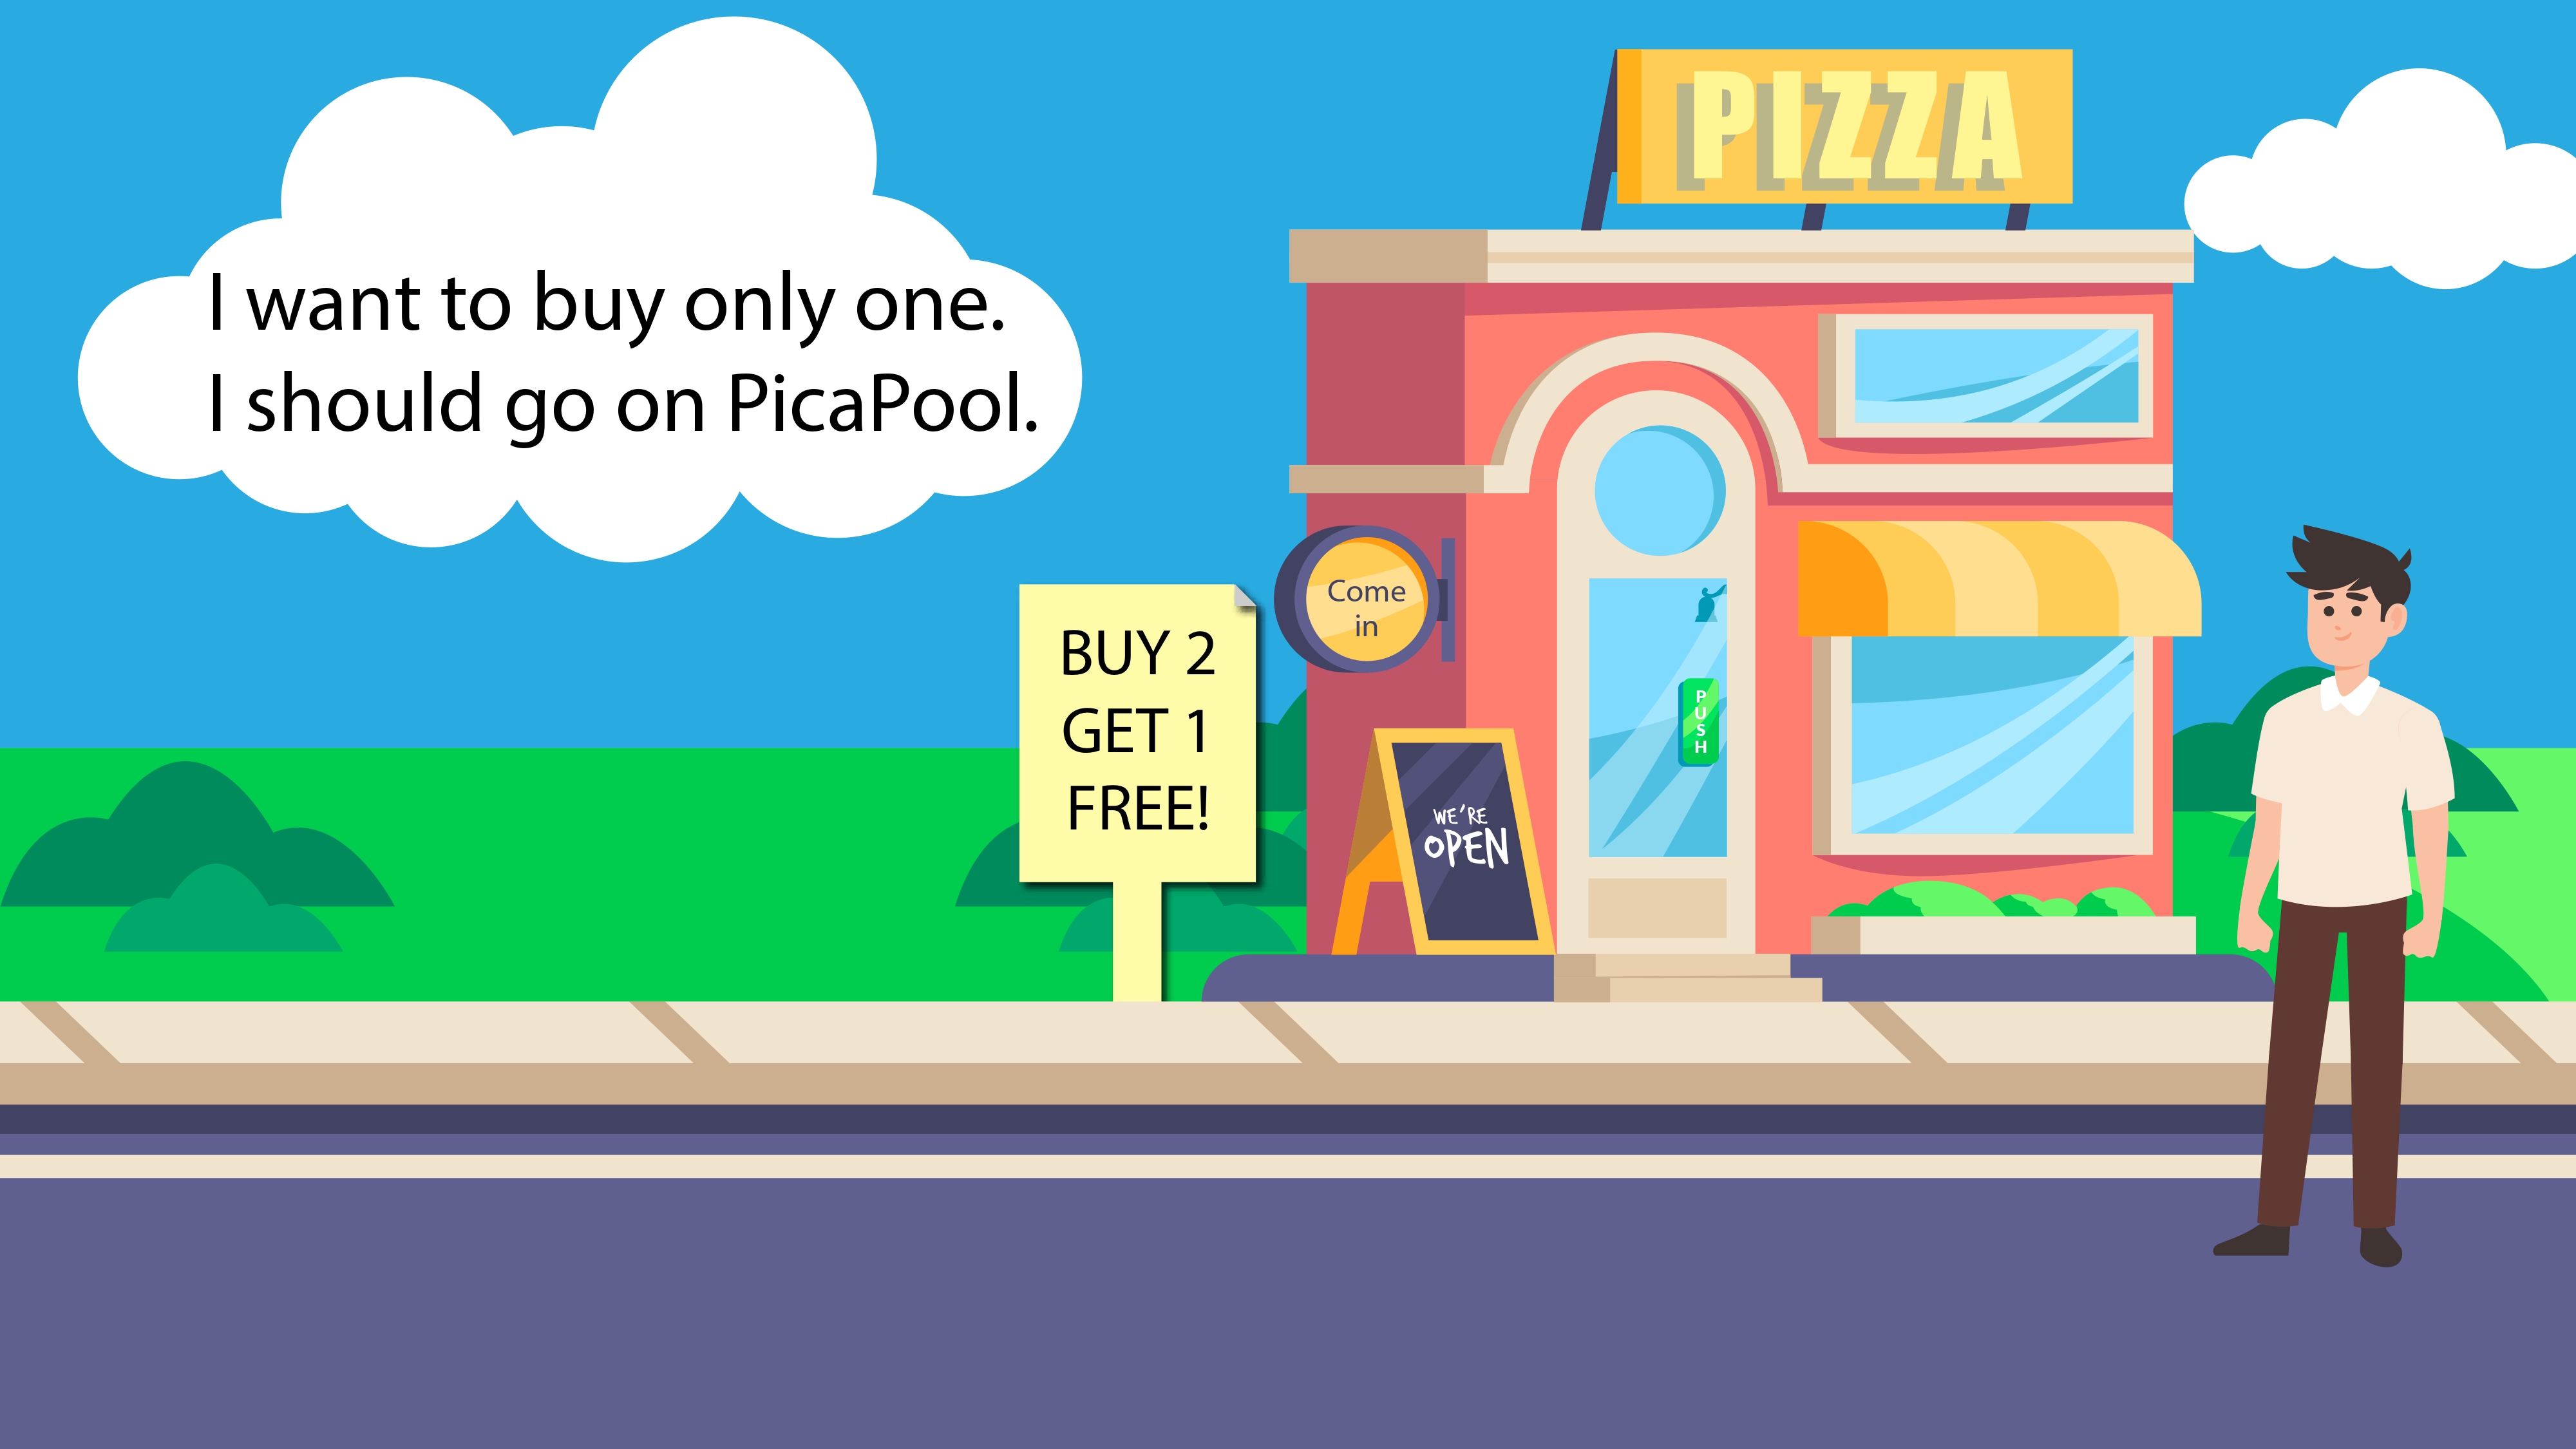 PIZZA
I want to buy only one.
I should go on PicaPool.
Come
in
BUY 2
GET 1
FREE!
PUSH
WE'RE
OPEN